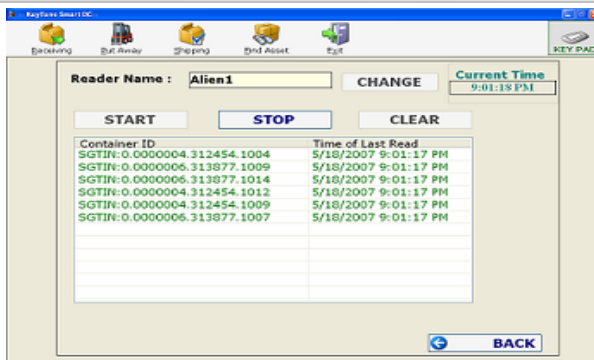 KeyTone Smart DC
Receiving Put Away Shipping Find Asset Exit KEY PAD
Reader Name : Alien1 CHANGE
Current Time
9:01:18 PM
START STOP CLEAR
Container ID Time of Last Read
SGTIN:0.0000004.312454.1004 5/18/2007 9:01:17 PM
SGTIN:0.0000006.313877.1009 5/18/2007 9:01:17 PM
SGTIN:0.0000006.313877.1014 5/18/2007 9:01:17 PM
SGTIN:0.0000004.312454.1012 5/18/2007 9:01:17 PM
SGTIN:0.0000004.312454.1009 5/18/2007 9:01:17 PM
SGTIN:0.0000006.313877.1007 5/18/2007 9:01:17 PM
BACK